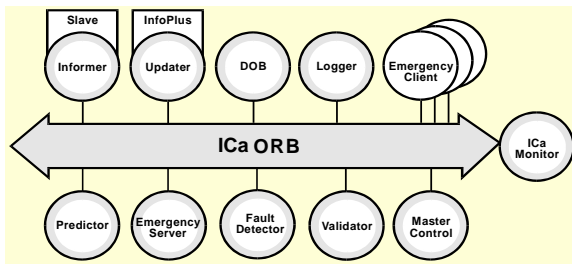 Slave
InfoPlus
Informer
Updater
DOB
Logger
Emergency
Client
ICa ORB
ICa
Monitor
Predictor
Emergency
Server
Fault
Detector
Validator
Master
Control